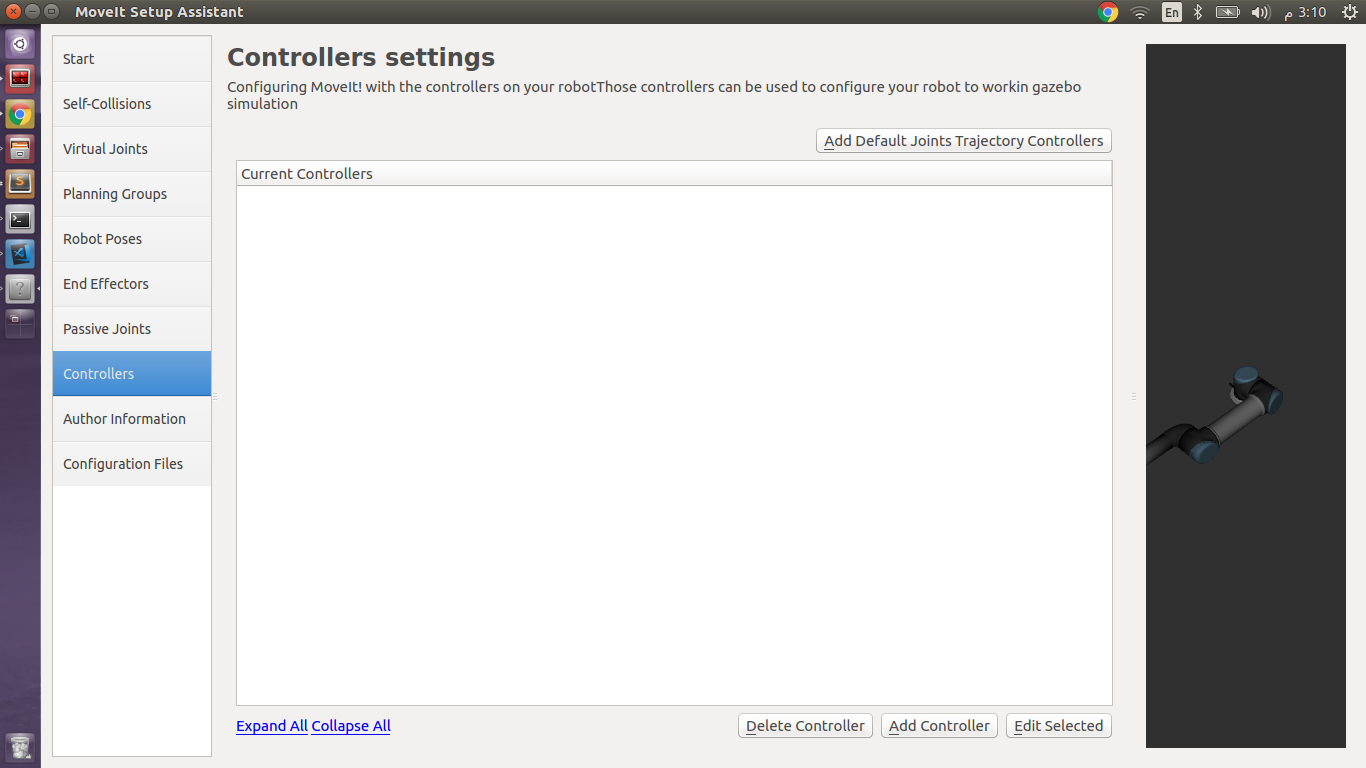 MoveIt Setup Assistant
En
م 3:10
Start
Self-Collisions
Virtual Joints
Planning Groups
Robot Poses
End Effectors
Passive Joints
Controllers
Author Information
Configuration Files
Controllers settings
Configuring MoveIt! with the controllers on your robotThose controllers can be used to configure your robot to workin gazebo
simulation
Add Default Joints Trajectory Controllers
Current Controllers
Expand All Collapse All
Delete Controller
Add Controller
Edit Selected